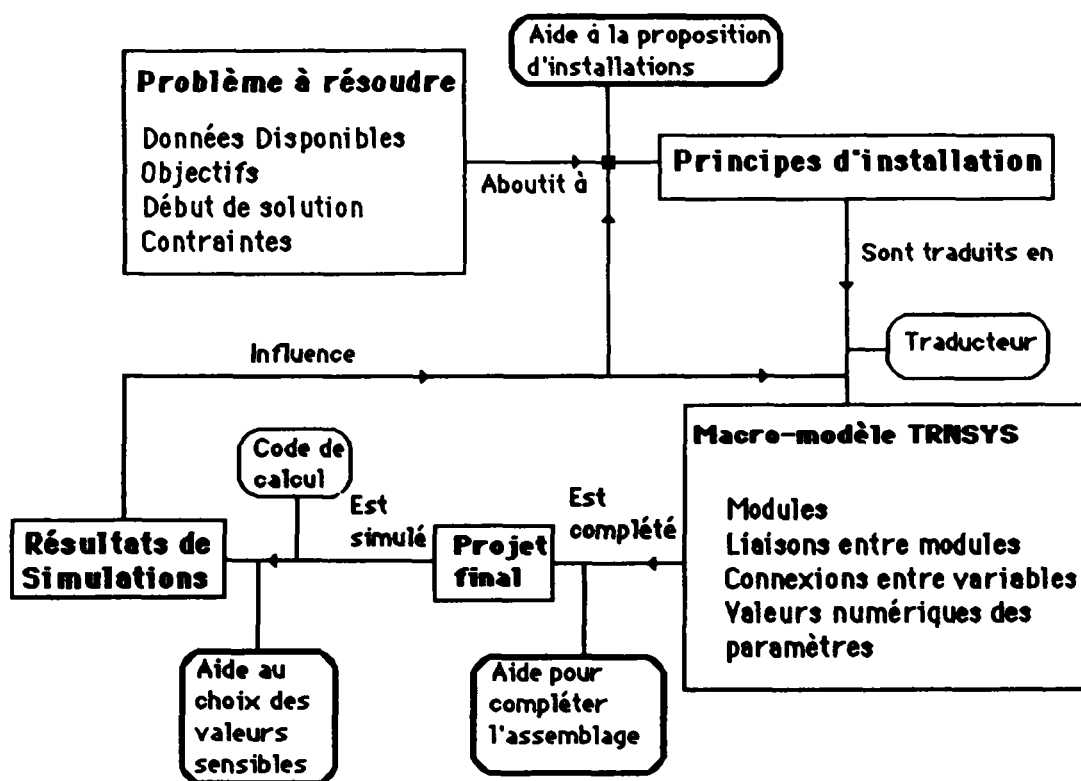 Aide à la proposition
d'installations
Problème à résoudre
Données Disponibles
Objectifs
Début de solution
Contraintes
Aboutit à
Principes d'installation
Sont traduits en
Traducteur
Influence
Macro-modèle TRNSYS
Modules
Liaisons entre modules
Connexions entre variables
Valeurs numériques des
paramètres
Est
complété
Code de
calcul
Est
simulé
Projet
final
Résultats de
Simulations
Aide au
choix des
valeurs
sensibles
Aide pour
compléter
l'assemblage